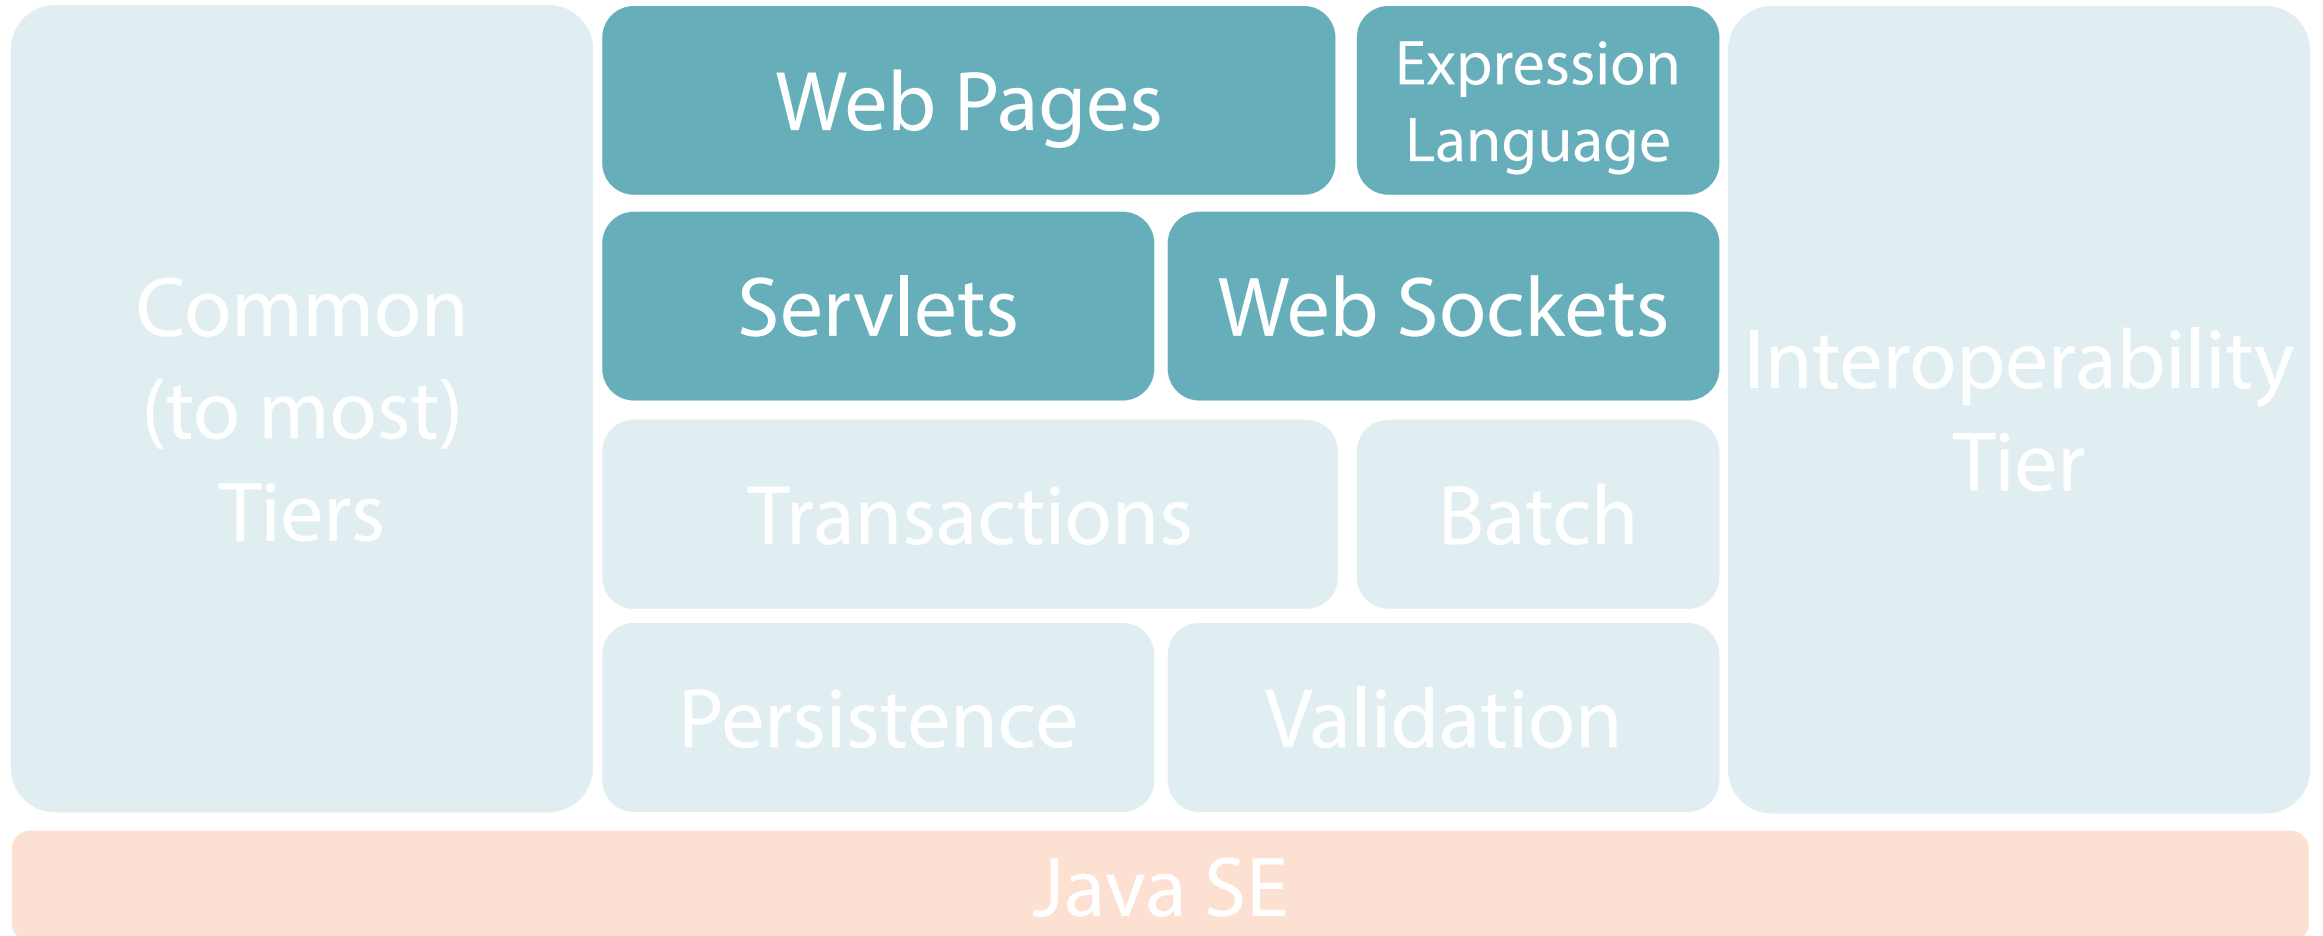 Web Pages
Expression
Language
Servlets
Web Sockets
Common
(to most)
Tiers
Interoperability
Tier
Transactions
Batch
Persistence
Validation
Java SE